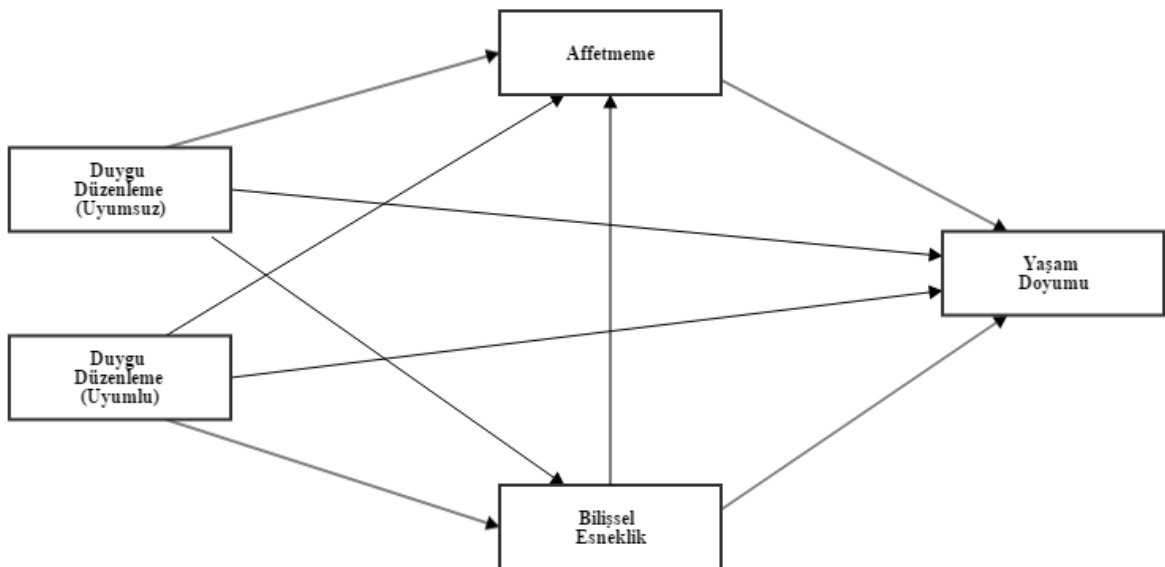 Affetmeme
Duygu
Düzenleme
(Uyumsuz)
Yaşam
Doyumu
Duygu
Düzenleme
(Uyumlu)
Bilişsel
Esneklik